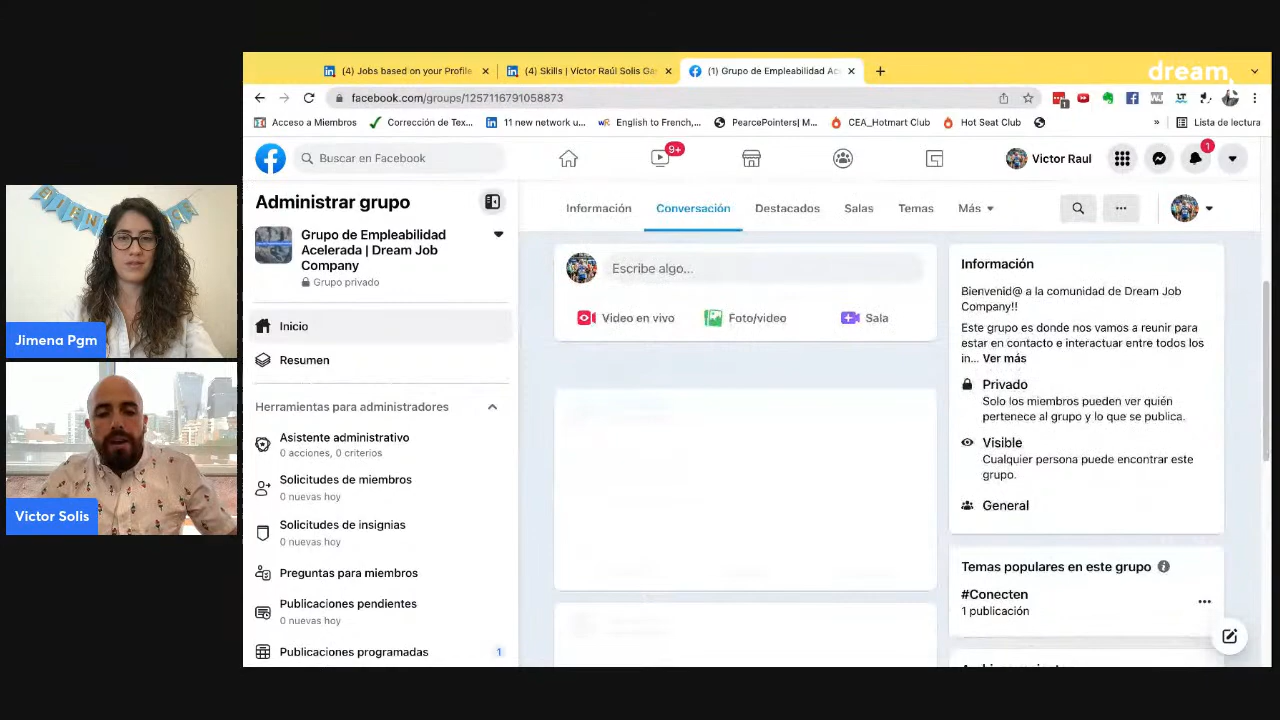 dream
(4) Jobs based on your Profile
(4) Skills | Víctor Raúl Solis Ga
(1) Grupo de Empleabilidad Ac
facebook.com/groups/1257116791058873
Acceso a Miembros
Corrección de Tex...
11 new network u...
English to French,...
PearcePointers| M...
CEA_Hotmart Club
Hot Seat Club
»
Lista de lectura
Buscar en Facebook
9+
Victor Raul
1
Administrar grupo
Grupo de Empleabilidad
Acelerada | Dream Job
Company
Grupo privado
Inicio
Resumen
Herramientas para administradores
Asistente administrativo
0 acciones, 0 criterios
Solicitudes de miembros
0 nuevas hoy
Solicitudes de insignias
0 nuevas hoy
Preguntas para miembros
Publicaciones pendientes
0 nuevas hoy
Publicaciones programadas
1
Información
Conversación
Destacados
Salas
Temas
Más
Escribe algo...
Video en vivo
Foto/video
Sala
Información
Bienvenid@ a la comunidad de Dream Job
Company!!
Este grupo es donde nos vamos a reunir para
estar en contacto e interactuar entre todos los
in... Ver más
Privado
Solo los miembros pueden ver quién
pertenece al grupo y lo que se publica.
Visible
Cualquier persona puede encontrar este
grupo.
General
Temas populares en este grupo
#Conecten
1 publicación
Jimena Pgm
Victor Solis